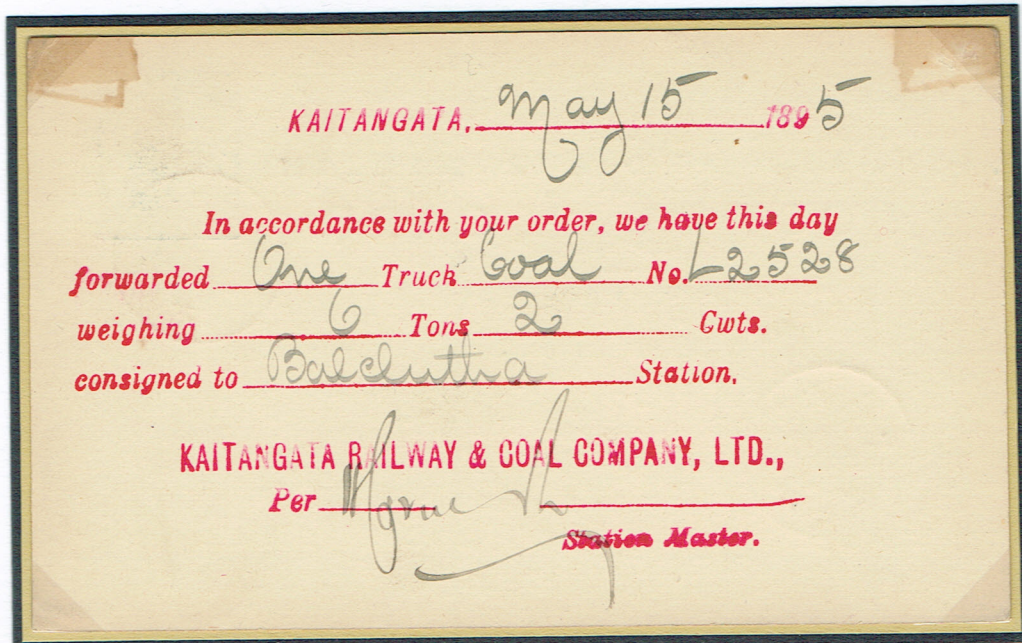 KAITANGATA, May 15 1895
In accordance with your order, we have this day
forwarded One Truck Coal No. L2528
weighing 6 Tons 2 Cwts.
consigned to Balclutha Station.
KAITANGATA RAILWAY & COAL COMPANY, LTD.,
Per
Station Master.